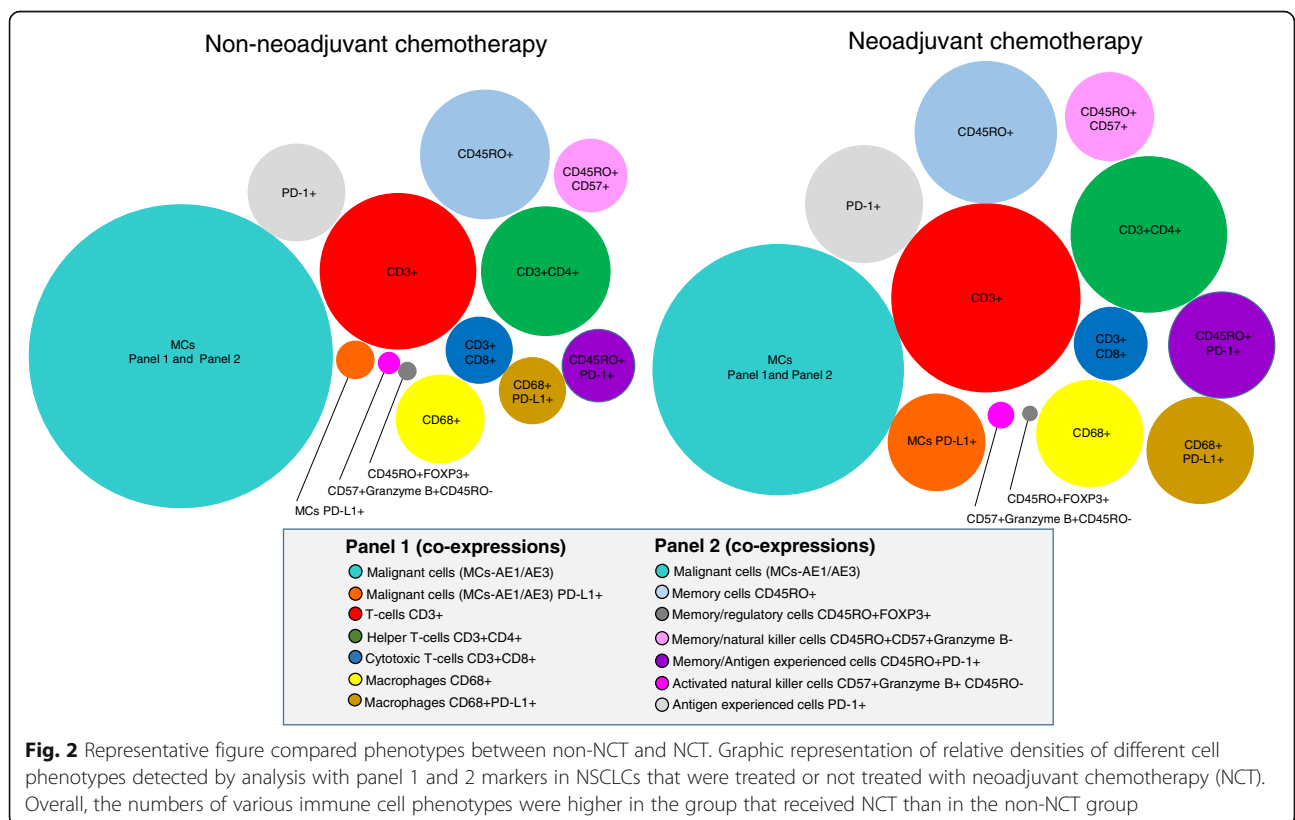 Non-neoadjuvant chemotherapy
CD45RO+
CD45RO+
CD57+
PD-1+
CD3+
CD3+CD4+
MCs
Panel 1 and Panel 2
CD3+
CD8+
CD45RO+
PD-1+
CD68+
PD-L1+
CD68+
CD45RO+FOXP3+
CD57+Granzyme B+CD45RO-
MCs PD-L1+
Neoadjuvant chemotherapy
CD45RO+
CD45RO+
CD57+
PD-1+
CD3+CD4+
CD3+
CD3+
CD8+
CD45RO+
PD-1+
MCs
Panel 1and Panel 2
MCs PD-L1+
CD68+
CD68+
PD-L1+
CD45RO+FOXP3+
CD57+Granzyme B+CD45RO-
Panel 1 (co-expressions)
Malignant cells (MCs-AE1/AE3)
Malignant cells (MCs-AE1/AE3) PD-L1+
T-cells CD3+
Helper T-cells CD3+CD4+
Cytotoxic T-cells CD3+CD8+
Macrophages CD68+
Macrophages CD68+PD-L1+
Panel 2 (co-expressions)
Malignant cells (MCs-AE1/AE3)
Memory cells CD45RO+
Memory/regulatory cells CD45RO+FOXP3+
Memory/natural killer cells CD45RO+CD57+Granzyme B-
Memory/Antigen experienced cells CD45RO+PD-1+
Activated natural killer cells CD57+Granzyme B+ CD45RO-
Antigen experienced cells PD-1+
Fig. 2 Representative figure compared phenotypes between non-NCT and NCT. Graphic representation of relative densities of different cell
phenotypes detected by analysis with panel 1 and 2 markers in NSCLCs that were treated or not treated with neoadjuvant chemotherapy (NCT).
Overall, the numbers of various immune cell phenotypes were higher in the group that received NCT than in the non-NCT group